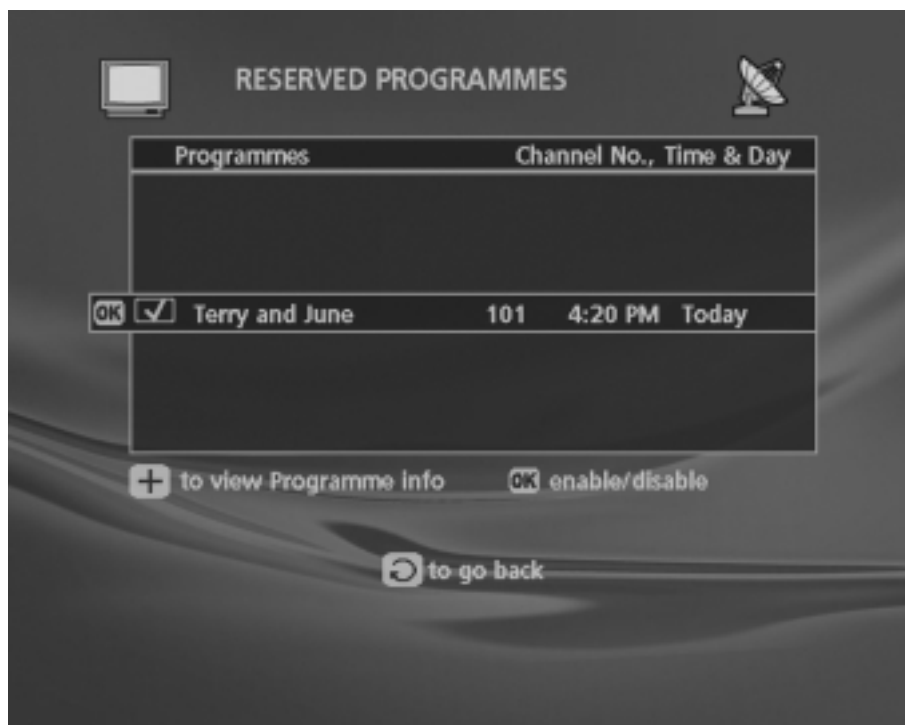 RESERVED PROGRAMMES
Programmes Channel No., Time & Day
OK Terry and June 101 4:20 PM Today
+ to view Programme info OK enable/disable
to go back